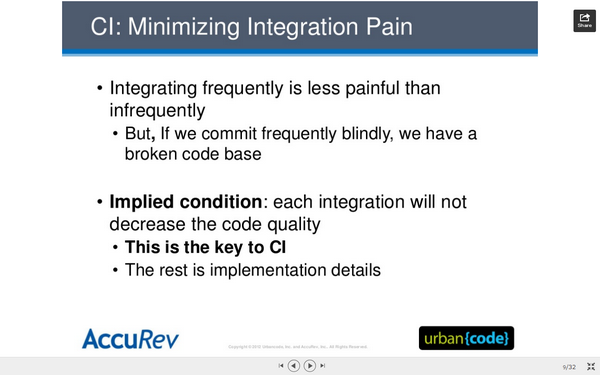 CI: Minimizing Integration Pain
Share
• Integrating frequently is less painful than
infrequently
• But, If we commit frequently blindly, we have a
broken code base
• Implied condition: each integration will not
decrease the code quality
• This is the key to CI
• The rest is implementation details
AccuRev
Copyright © 2010 Urbancode, Inc. and AccuRev, Inc. - All Rights Reserved.
urban{code}
9/32